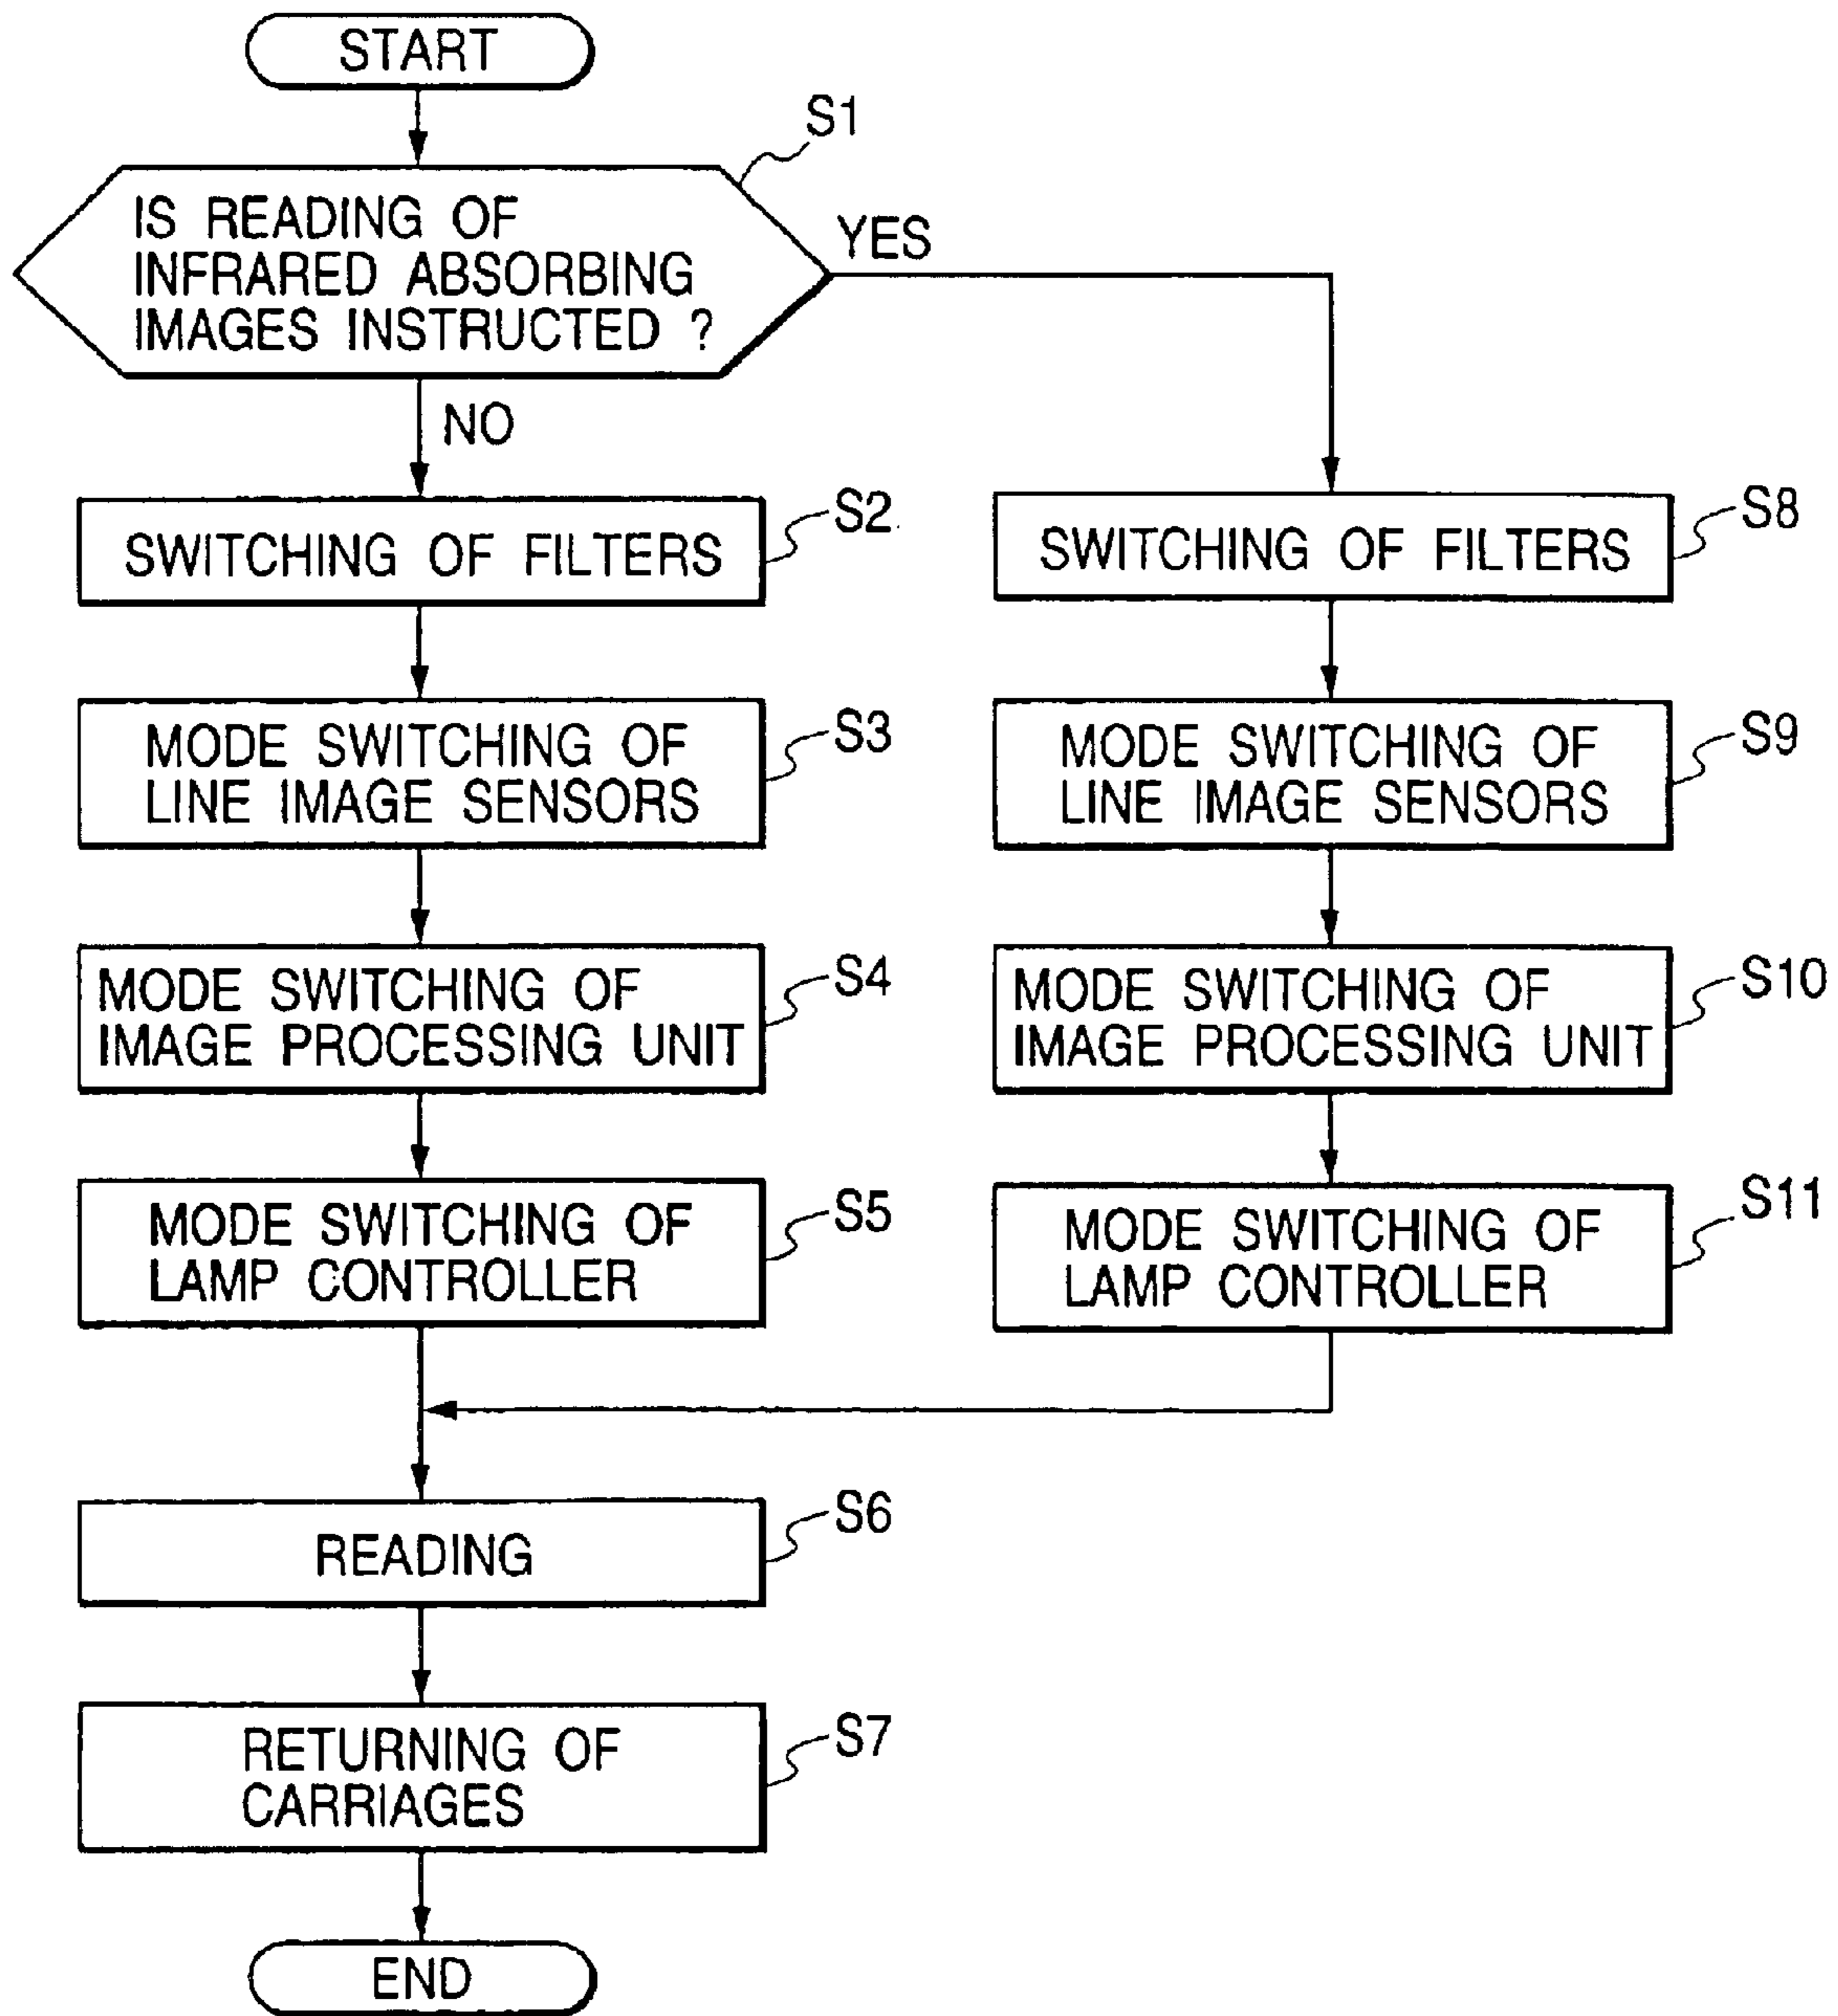 START
S1
IS READING OF
INFRARED ABSORBING
IMAGES INSTRUCTED ?
YES
NO
SWITCHING OF FILTERS
S2
MODE SWITCHING OF
LINE IMAGE SENSORS
S3
MODE SWITCHING OF
IMAGE PROCESSING UNIT
S4
MODE SWITCHING OF
LAMP CONTROLLER
S5
SWITCHING OF FILTERS
S8
MODE SWITCHING OF
LINE IMAGE SENSORS
S9
MODE SWITCHING OF
IMAGE PROCESSING UNIT
S10
MODE SWITCHING OF
LAMP CONTROLLER
S11
READING
S6
RETURNING OF
CARRIAGES
S7
END